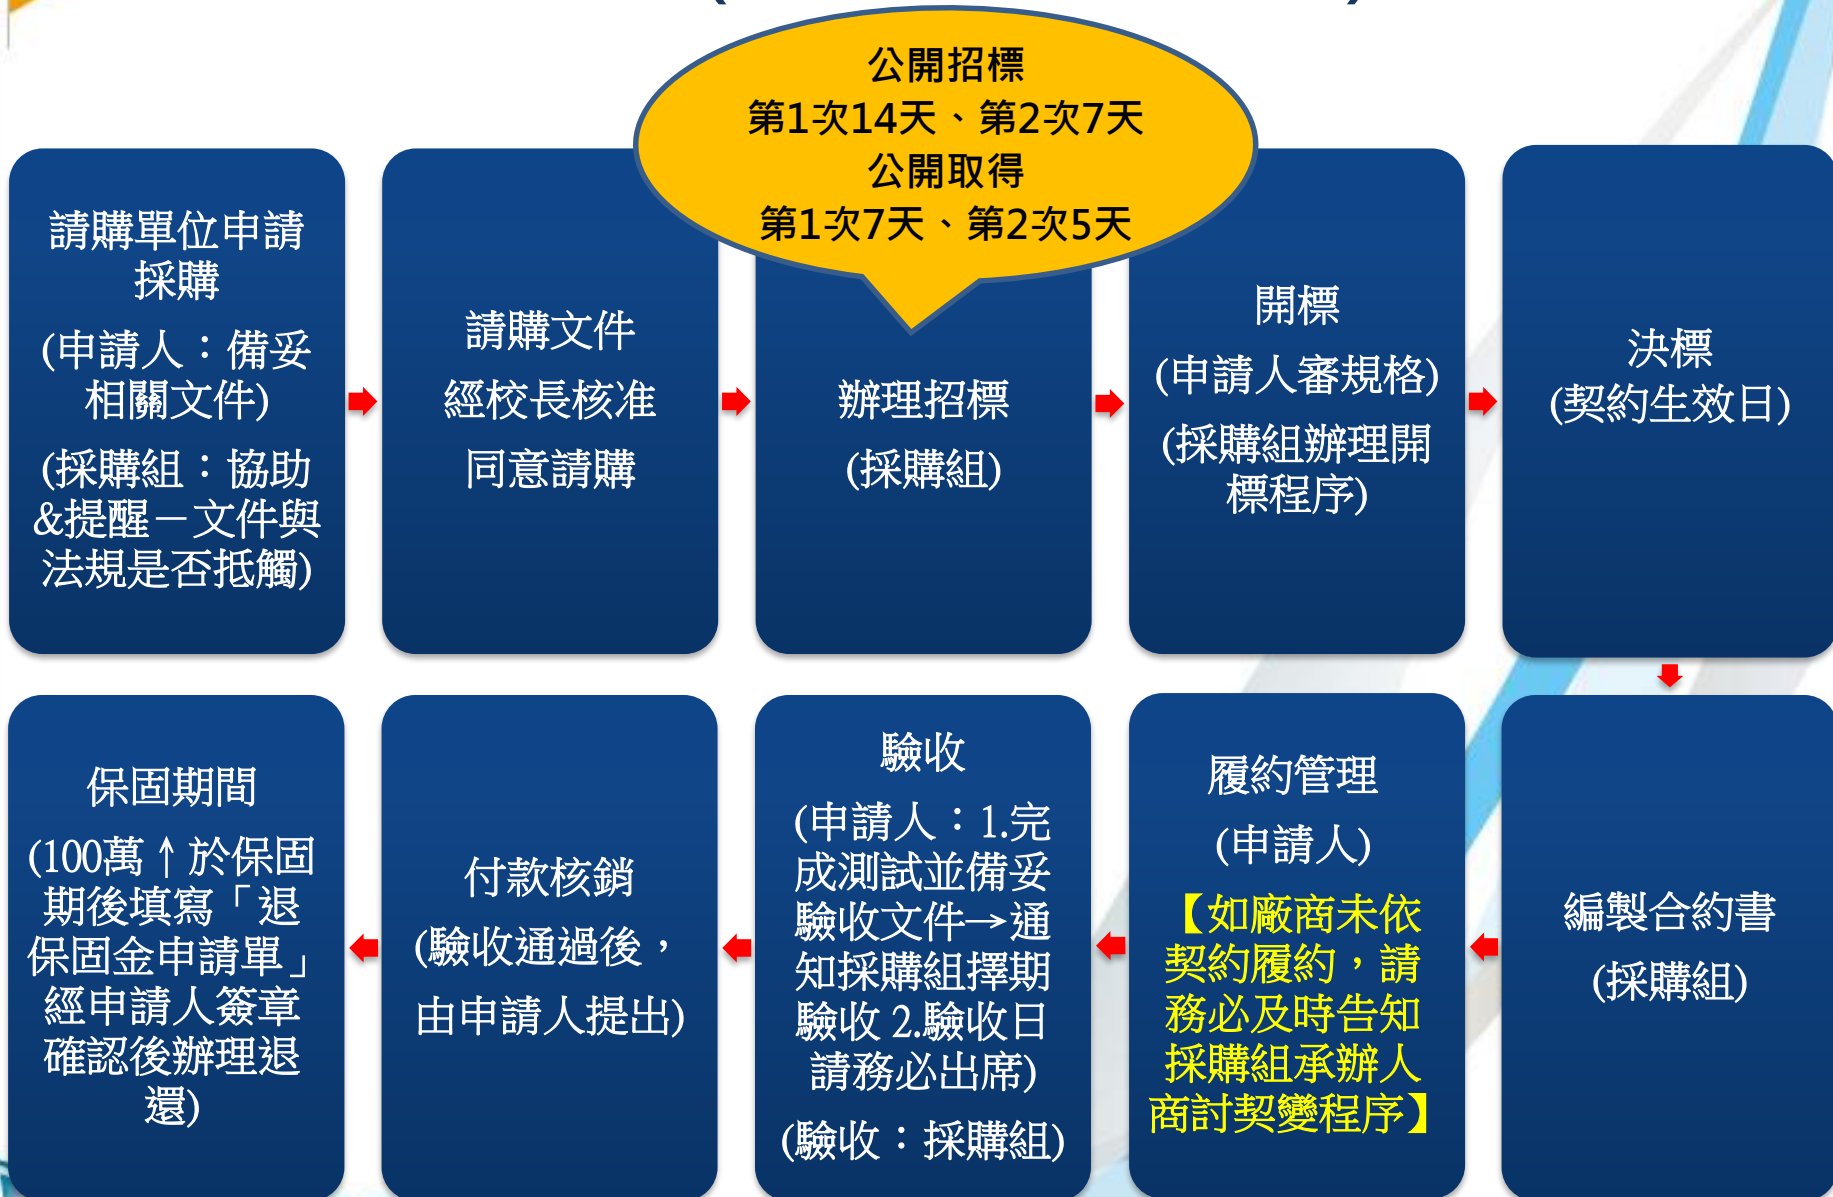 公開招標
第1次14天、第2次7天
公開取得
第1次7天、第2次5天
請購單位申請
採購
(申請人：備妥
相關文件)
(採購組：協助
&提醒－文件與
法規是否抵觸)
請購文件
經校長核准
同意請購
辦理招標
(採購組)
開標
(申請人審規格)
(採購組辦理開
標程序)
決標
(契約生效日)
編製合約書
(採購組)
履約管理
(申請人)
【如廠商未依
契約履約，請
務必及時告知
採購組承辦人
商討契變程序】
驗收
(申請人：1.完
成測試並備妥
驗收文件→通
知採購組擇期
驗收 2.驗收日
請務必出席)
(驗收：採購組)
付款核銷
(驗收通過後，
由申請人提出)
保固期間
(100萬↑於保固
期後填寫「退
保固金申請單」
經申請人簽章
確認後辦理退
還)